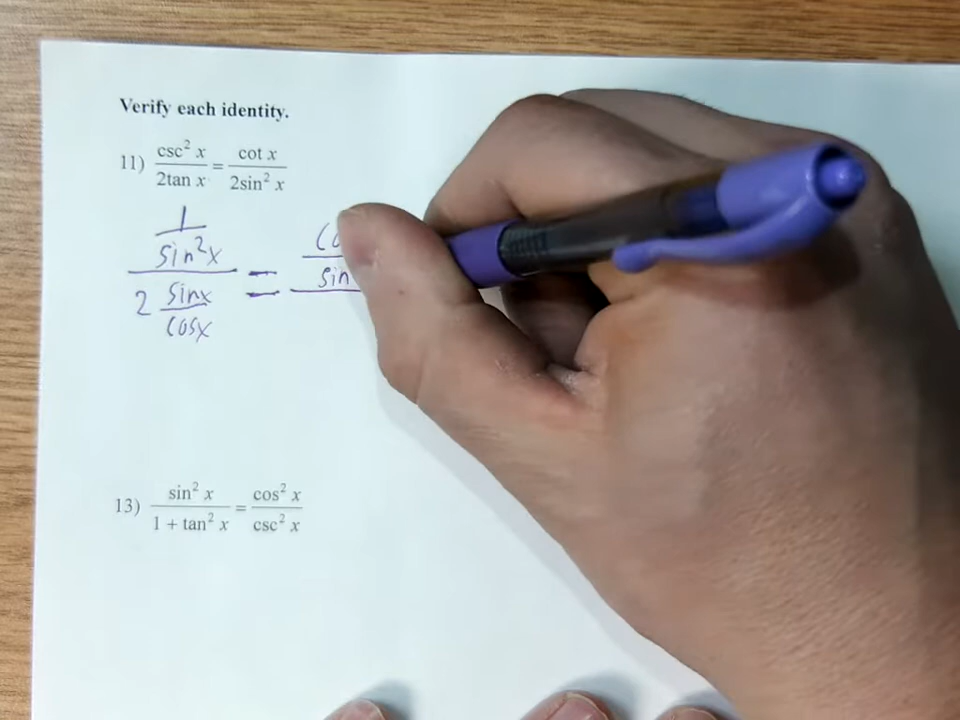 Verify each identity.
11) csc² x / 2tan x = cot x / 2sin² x
1 / sin²x / 2 sinx / cosx = sin
13) sin² x / 1 + tan² x = cos² x / csc² x